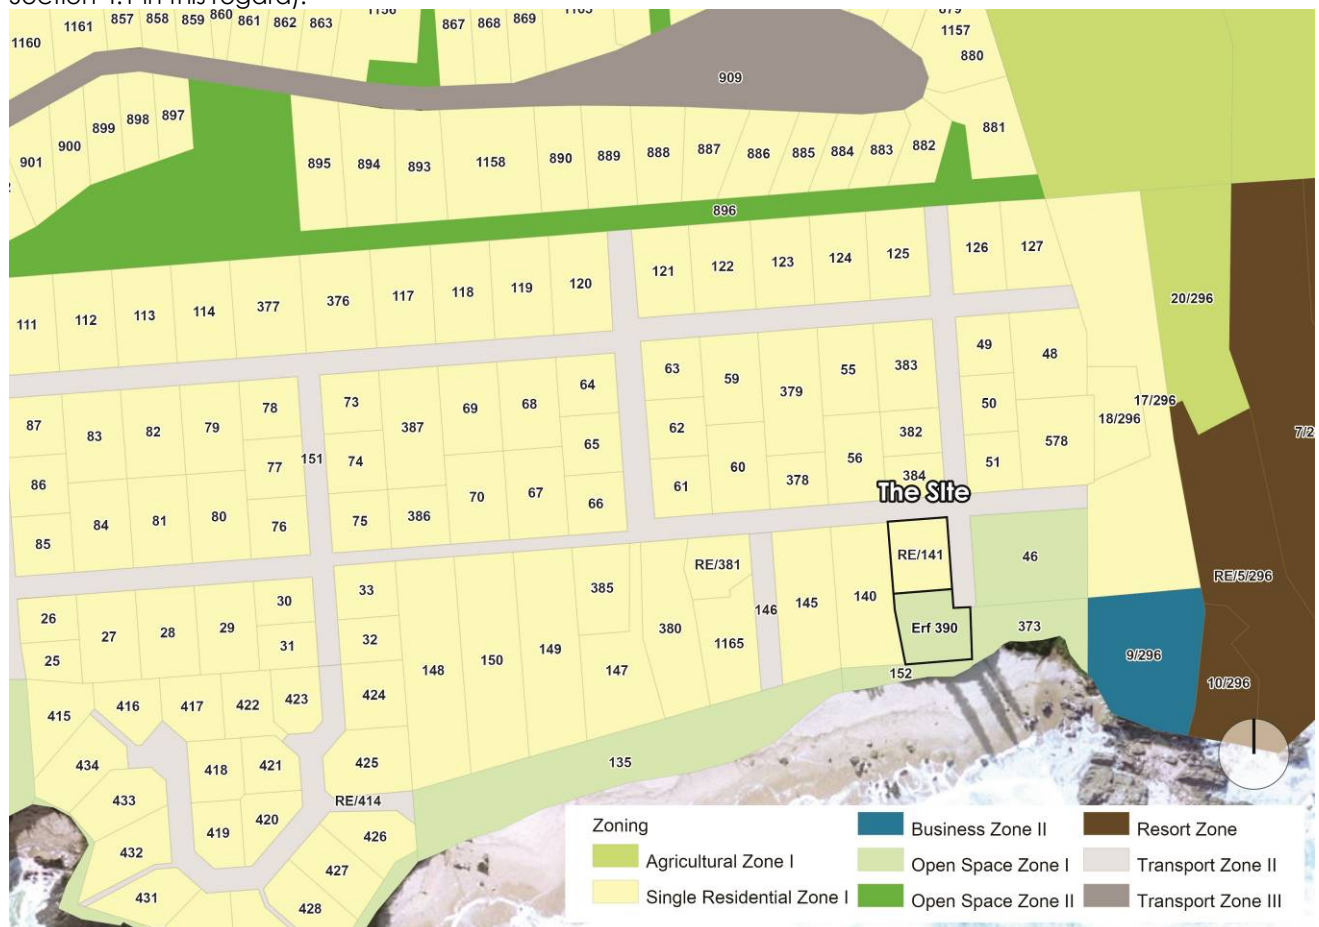 Section 4.1 in this regard).
1160 1161 857 858 859 860 861 862 863 1156 867 868 869 1163 879 1157 880
909
901 900 899 898 897 895 894 893 1158 890 889 888 887 886 885 884 883 882 881
896
111 112 113 114 377 376 117 118 119 120 121 122 123 124 125 126 127
20/296
87 83 82 79 78 73 387 69 68 64 63 59 379 55 383 49 48
86 77 151 74 65 62 382 50 578 18/296 17/296 7/2
85 84 81 80 76 75 386 70 67 66 61 60 378 56 384 51
The Site
26 27 28 29 30 33 385 RE/381 146 145 140 RE/141 46 RE/5/296
25 31 32 148 150 149 147 380 1165 Erf 390 373 9/296
415 416 417 422 423 424 152 10/296
434 418 421 425 135
433 419 420 RE/414 426
432 427
431 428
Zoning
Agricultural Zone I
Single Residential Zone I
Business Zone II
Open Space Zone I
Open Space Zone II
Resort Zone
Transport Zone II
Transport Zone III